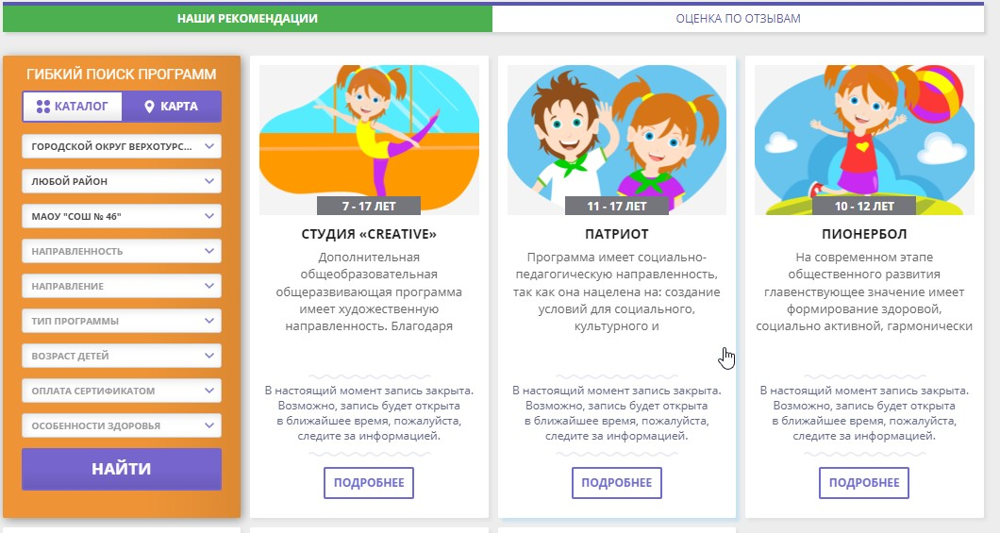 НАШИ РЕКОМЕНДАЦИИ
ОЦЕНКА ПО ОТЗЫВАМ
ГИБКИЙ ПОИСК ПРОГРАММ
КАТАЛОГ
КАРТА
ГОРОДСКОЙ ОКРУГ ВЕРХОТУРС...
ЛЮБОЙ РАЙОН
МАОУ "СОШ № 46"
НАПРАВЛЕННОСТЬ
НАПРАВЛЕНИЕ
ТИП ПРОГРАММЫ
ВОЗРАСТ ДЕТЕЙ
ОПЛАТА СЕРТИФИКАТОМ
ОСОБЕННОСТИ ЗДОРОВЬЯ
НАЙТИ
7 - 17 ЛЕТ
СТУДИЯ «CREATIVE»
Дополнительная
общеобразовательная
общеразвивающая программа
имеет художественную
направленность. Благодаря
В настоящий момент запись закрыта.
Возможно, запись будет открыта
в ближайшее время, пожалуйста,
следите за информацией.
ПОДРОБНЕЕ
11 - 17 ЛЕТ
ПАТРИОТ
Программа имеет социально-
педагогическую направленность,
так как она нацелена на: создание
условий для социального,
культурного и
В настоящий момент запись закрыта.
Возможно, запись будет открыта
в ближайшее время, пожалуйста,
следите за информацией.
ПОДРОБНЕЕ
10 - 12 ЛЕТ
ПИОНЕРБОЛ
На современном этапе
общественного развития
главенствующее значение имеет
формирование здоровой,
социально активной, гармонически
В настоящий момент запись закрыта.
Возможно, запись будет открыта
в ближайшее время, пожалуйста,
следите за информацией.
ПОДРОБНЕЕ